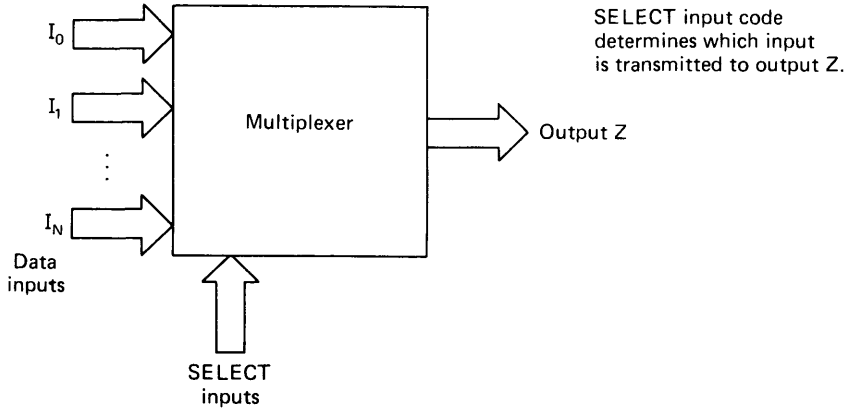 I0
SELECT input code
determines which input
is transmitted to output Z.
I1
Multiplexer
Output Z
IN
Data
inputs
SELECT
inputs